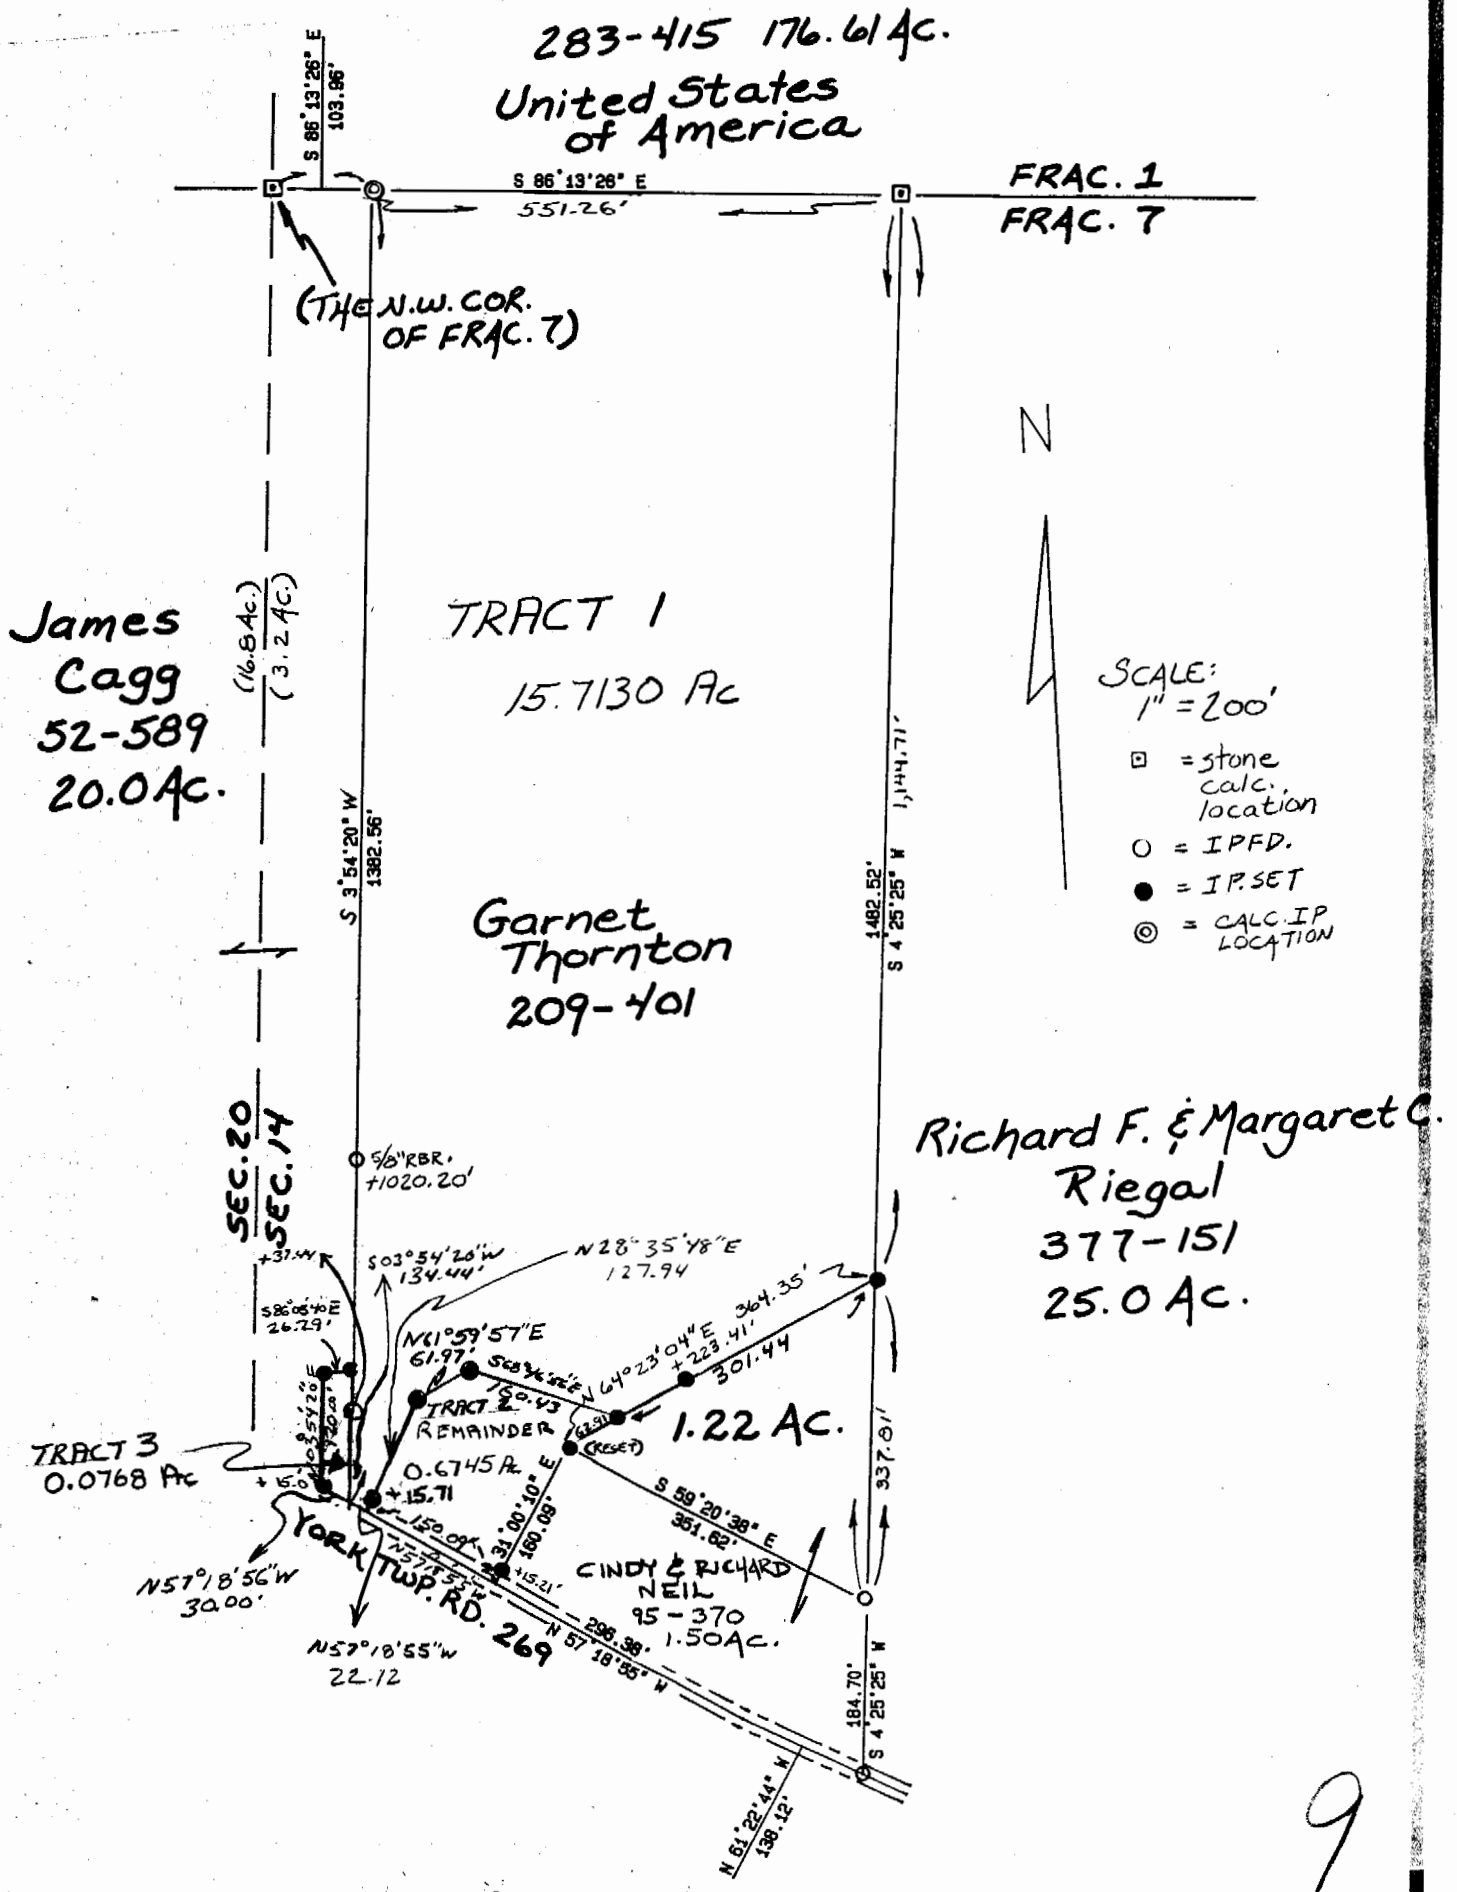 283-415 176.61 AC.
United States
of America
S 86°13'26" E
103.96'
S 86°13'26" E
551.26'
FRAC. 1
FRAC. 7
(THE N.W. COR.
OF FRAC. 7)
N
(16.8 Ac.)
(3.2 Ac.)
James
Cagg
52-589
20.0 AC.
TRACT 1
15.7130 Ac
SCALE:
1" = 200'
= stone
calc.
location
= IPFD.
= IP. SET
= CALC. IP
LOCATION
S 3°54'20" W
1382.56'
1482.52'
S 4°25'25" W 1,144.71'
Garnet
Thornton
209-401
SEC. 20
SEC. 14
5/8" RBR.
+1020.20'
Richard F. & Margaret C.
Riegal
377-151
25.0 AC.
+37.44
S03°54'20"W
134.44'
N28°35'48"E
127.94
S86°05'40"E
26.29'
N61°59'57"E
61.97'
160.43
N 64°23'04" E
364.35'
+223.41'
301.44
62.91
(RESET)
1.22 AC.
TRACT 2
REMAINDER
0.6745 Ac
+15.71
TRACT 3
0.0768 Ac
+15.0'
31°00'10" E
160.09'
S 59°20'38" E
351.62'
337.81'
150.09'
N57°18'55"W
+15.21'
CINDY & RICHARD
NEIL
95-370
1.50 AC.
YORK TWP. RD. 269
N57°18'56"W
30.00'
N57°18'55"W
22.12
296.38'
N 57°18'55" W
184.70'
S 4°25'25" W
N 61°22'44" W
138.12'
9